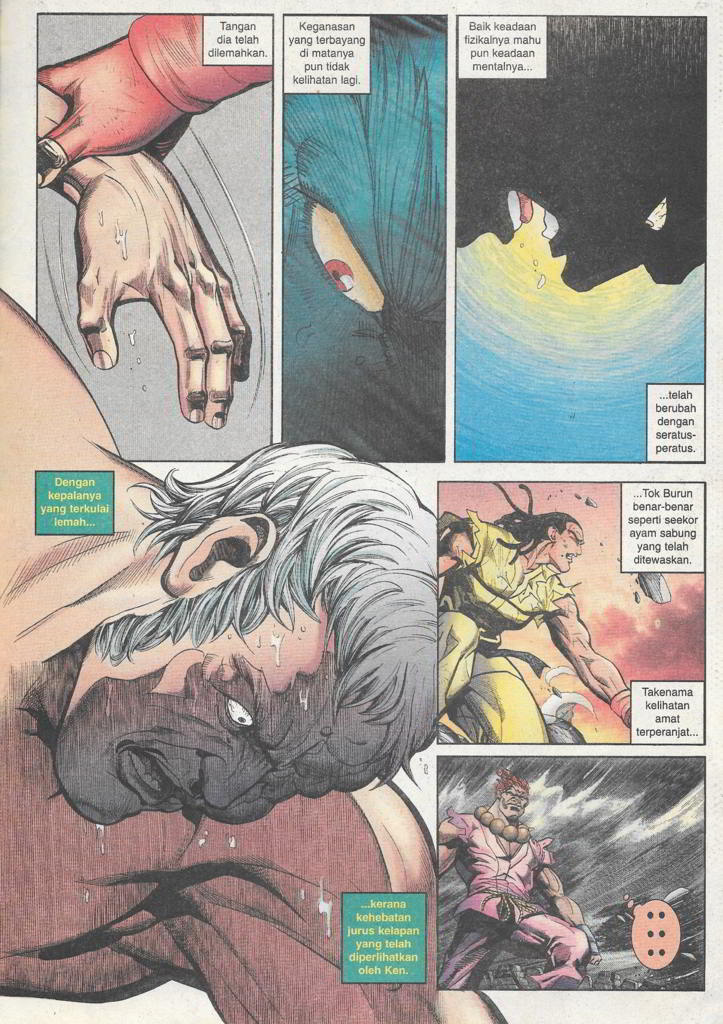 Tangan
dia telah
dilemahkan.
Keganasan
yang terbayang
di matanya
pun tidak
kelihatan lagi.
Baik keadaan
fizikalnya mahu
pun keadaan
mentalnya...
...telah
berubah
dengan
seratus-
peratus.
Dengan
kepalanya
yang terkulai
lemah...
...Tok Burun
benar-benar
seperti seekor
ayam sabung
yang telah
ditewaskan.
Takenama
kelihatan
amat
terperanjat...
...kerana
kehebatan
jurus kelapan
yang telah
diperlihatkan
oleh Ken.